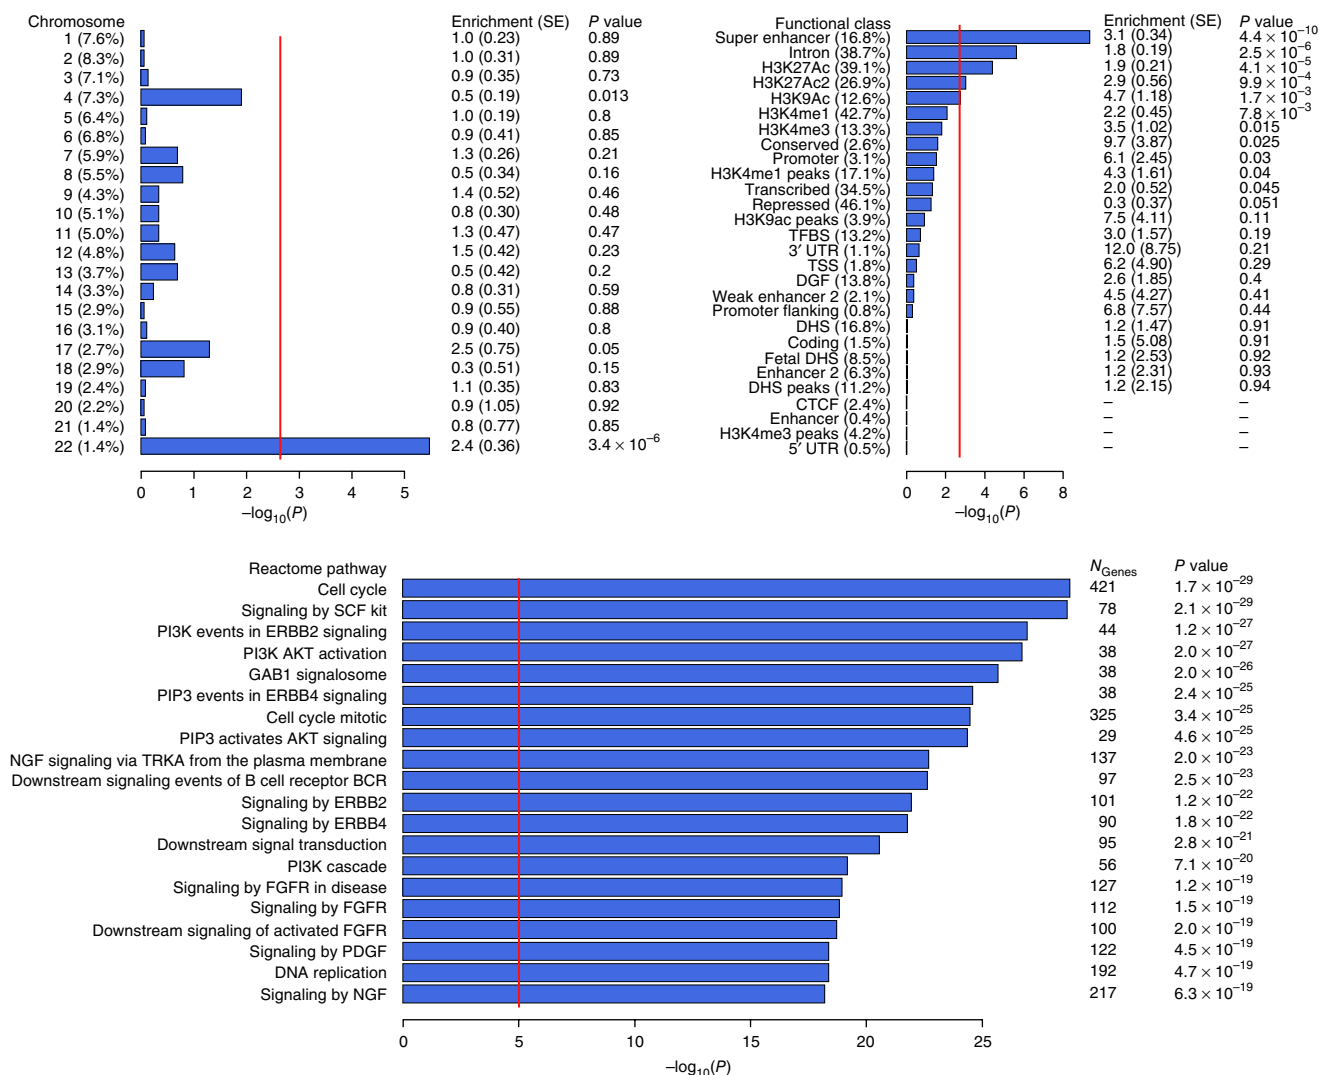 Chromosome Enrichment (SE) P value
1 (7.6%) 1.0 (0.23) 0.89
2 (8.3%) 1.0 (0.31) 0.89
3 (7.1%) 0.9 (0.35) 0.73
4 (7.3%) 0.5 (0.19) 0.013
5 (6.4%) 1.0 (0.19) 0.8
6 (6.8%) 0.9 (0.41) 0.85
7 (5.9%) 1.3 (0.26) 0.21
8 (5.5%) 0.5 (0.34) 0.16
9 (4.3%) 1.4 (0.52) 0.46
10 (5.1%) 0.8 (0.30) 0.48
11 (5.0%) 1.3 (0.47) 0.47
12 (4.8%) 1.5 (0.42) 0.23
13 (3.7%) 0.5 (0.42) 0.2
14 (3.3%) 0.8 (0.31) 0.59
15 (2.9%) 0.9 (0.55) 0.88
16 (3.1%) 0.9 (0.40) 0.8
17 (2.7%) 2.5 (0.75) 0.05
18 (2.9%) 0.3 (0.51) 0.15
19 (2.4%) 1.1 (0.35) 0.83
20 (2.2%) 0.9 (1.05) 0.92
21 (1.4%) 0.8 (0.77) 0.85
22 (1.4%) 2.4 (0.36) 3.4 × 10⁻⁶
0 1 2 3 4 5
–log₁₀(P)
Functional class Enrichment (SE) P value
Super enhancer (16.8%) 3.1 (0.34) 4.4 × 10⁻¹⁰
Intron (38.7%) 1.8 (0.19) 2.5 × 10⁻⁶
H3K27Ac (39.1%) 1.9 (0.21) 4.1 × 10⁻⁵
H3K27Ac2 (26.9%) 2.9 (0.56) 9.9 × 10⁻⁴
H3K9Ac (12.6%) 4.7 (1.18) 1.7 × 10⁻³
H3K4me1 (42.7%) 2.2 (0.45) 7.8 × 10⁻³
H3K4me3 (13.3%) 3.5 (1.02) 0.015
Conserved (2.6%) 9.7 (3.87) 0.025
Promoter (3.1%) 6.1 (2.45) 0.03
H3K4me1 peaks (17.1%) 4.3 (1.61) 0.04
Transcribed (34.5%) 2.0 (0.52) 0.045
Repressed (46.1%) 0.3 (0.37) 0.051
H3K9ac peaks (3.9%) 7.5 (4.11) 0.11
TFBS (13.2%) 3.0 (1.57) 0.19
3′ UTR (1.1%) 12.0 (8.75) 0.21
TSS (1.8%) 6.2 (4.90) 0.29
DGF (13.8%) 2.6 (1.85) 0.4
Weak enhancer 2 (2.1%) 4.5 (4.27) 0.41
Promoter flanking (0.8%) 6.8 (7.57) 0.44
DHS (16.8%) 1.2 (1.47) 0.91
Coding (1.5%) 1.5 (5.08) 0.91
Fetal DHS (8.5%) 1.2 (2.53) 0.92
Enhancer 2 (6.3%) 1.2 (2.31) 0.93
DHS peaks (11.2%) 1.2 (2.15) 0.94
CTCF (2.4%) – –
Enhancer (0.4%) – –
H3K4me3 peaks (4.2%) – –
5′ UTR (0.5%) – –
0 2 4 6 8
–log₁₀(P)
Reactome pathway N_Genes P value
Cell cycle 421 1.7 × 10⁻²⁹
Signaling by SCF kit 78 2.1 × 10⁻²⁹
PI3K events in ERBB2 signaling 44 1.2 × 10⁻²⁷
PI3K AKT activation 38 2.0 × 10⁻²⁷
GAB1 signalosome 38 2.0 × 10⁻²⁶
PIP3 events in ERBB4 signaling 38 2.4 × 10⁻²⁵
Cell cycle mitotic 325 3.4 × 10⁻²⁵
PIP3 activates AKT signaling 29 4.6 × 10⁻²⁵
NGF signaling via TRKA from the plasma membrane 137 2.0 × 10⁻²³
Downstream signaling events of B cell receptor BCR 97 2.5 × 10⁻²³
Signaling by ERBB2 101 1.2 × 10⁻²²
Signaling by ERBB4 90 1.8 × 10⁻²²
Downstream signal transduction 95 2.8 × 10⁻²¹
PI3K cascade 56 7.1 × 10⁻²⁰
Signaling by FGFR in disease 127 1.2 × 10⁻¹⁹
Signaling by FGFR 112 1.5 × 10⁻¹⁹
Downstream signaling of activated FGFR 100 2.0 × 10⁻¹⁹
Signaling by PDGF 122 4.5 × 10⁻¹⁹
DNA replication 192 4.7 × 10⁻¹⁹
Signaling by NGF 217 6.3 × 10⁻¹⁹
0 5 10 15 20 25
–log₁₀(P)